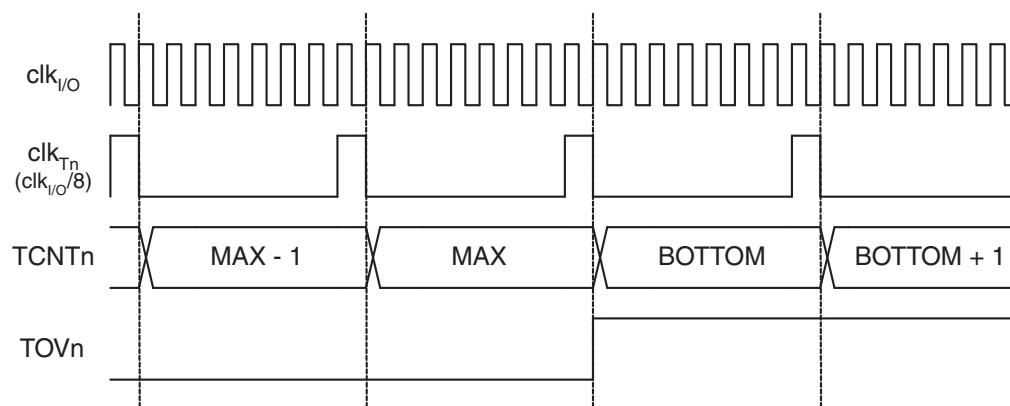 clkI/O
clkTn
(clkI/O/8)
TCNTn MAX - 1 MAX BOTTOM BOTTOM + 1
TOVn